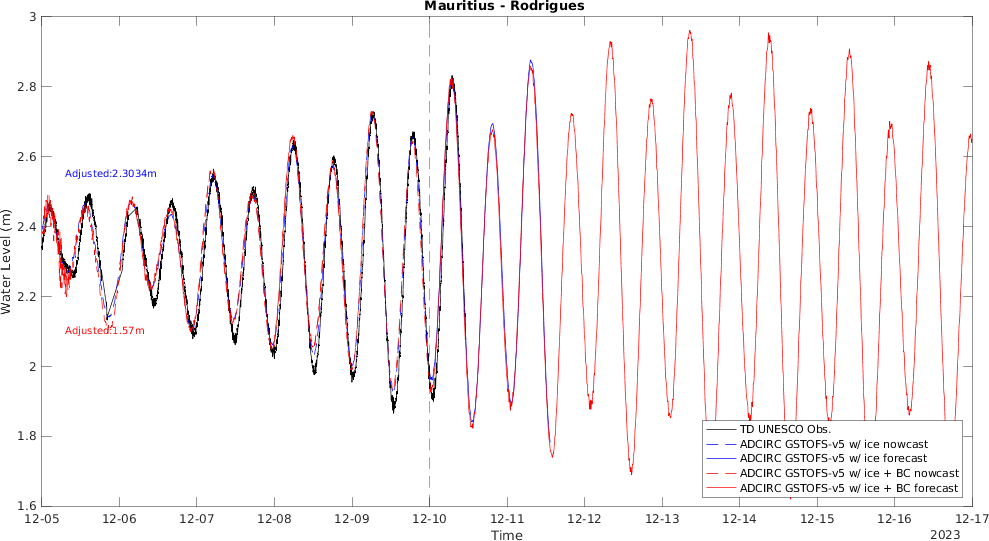 Mauritius - Rodrigues
Water Level (m)
3
2.8
2.6
2.4
2.2
2
1.8
1.6
Adjusted:2.3034m
Adjusted:1.57m
TD UNESCO Obs.
ADCIRC GSTOFS-v5 w/ ice nowcast
ADCIRC GSTOFS-v5 w/ ice forecast
ADCIRC GSTOFS-v5 w/ ice + BC nowcast
ADCIRC GSTOFS-v5 w/ ice + BC forecast
12-05 12-06 12-07 12-08 12-09 12-10 12-11 12-12 12-13 12-14 12-15 12-16 12-17
Time
2023